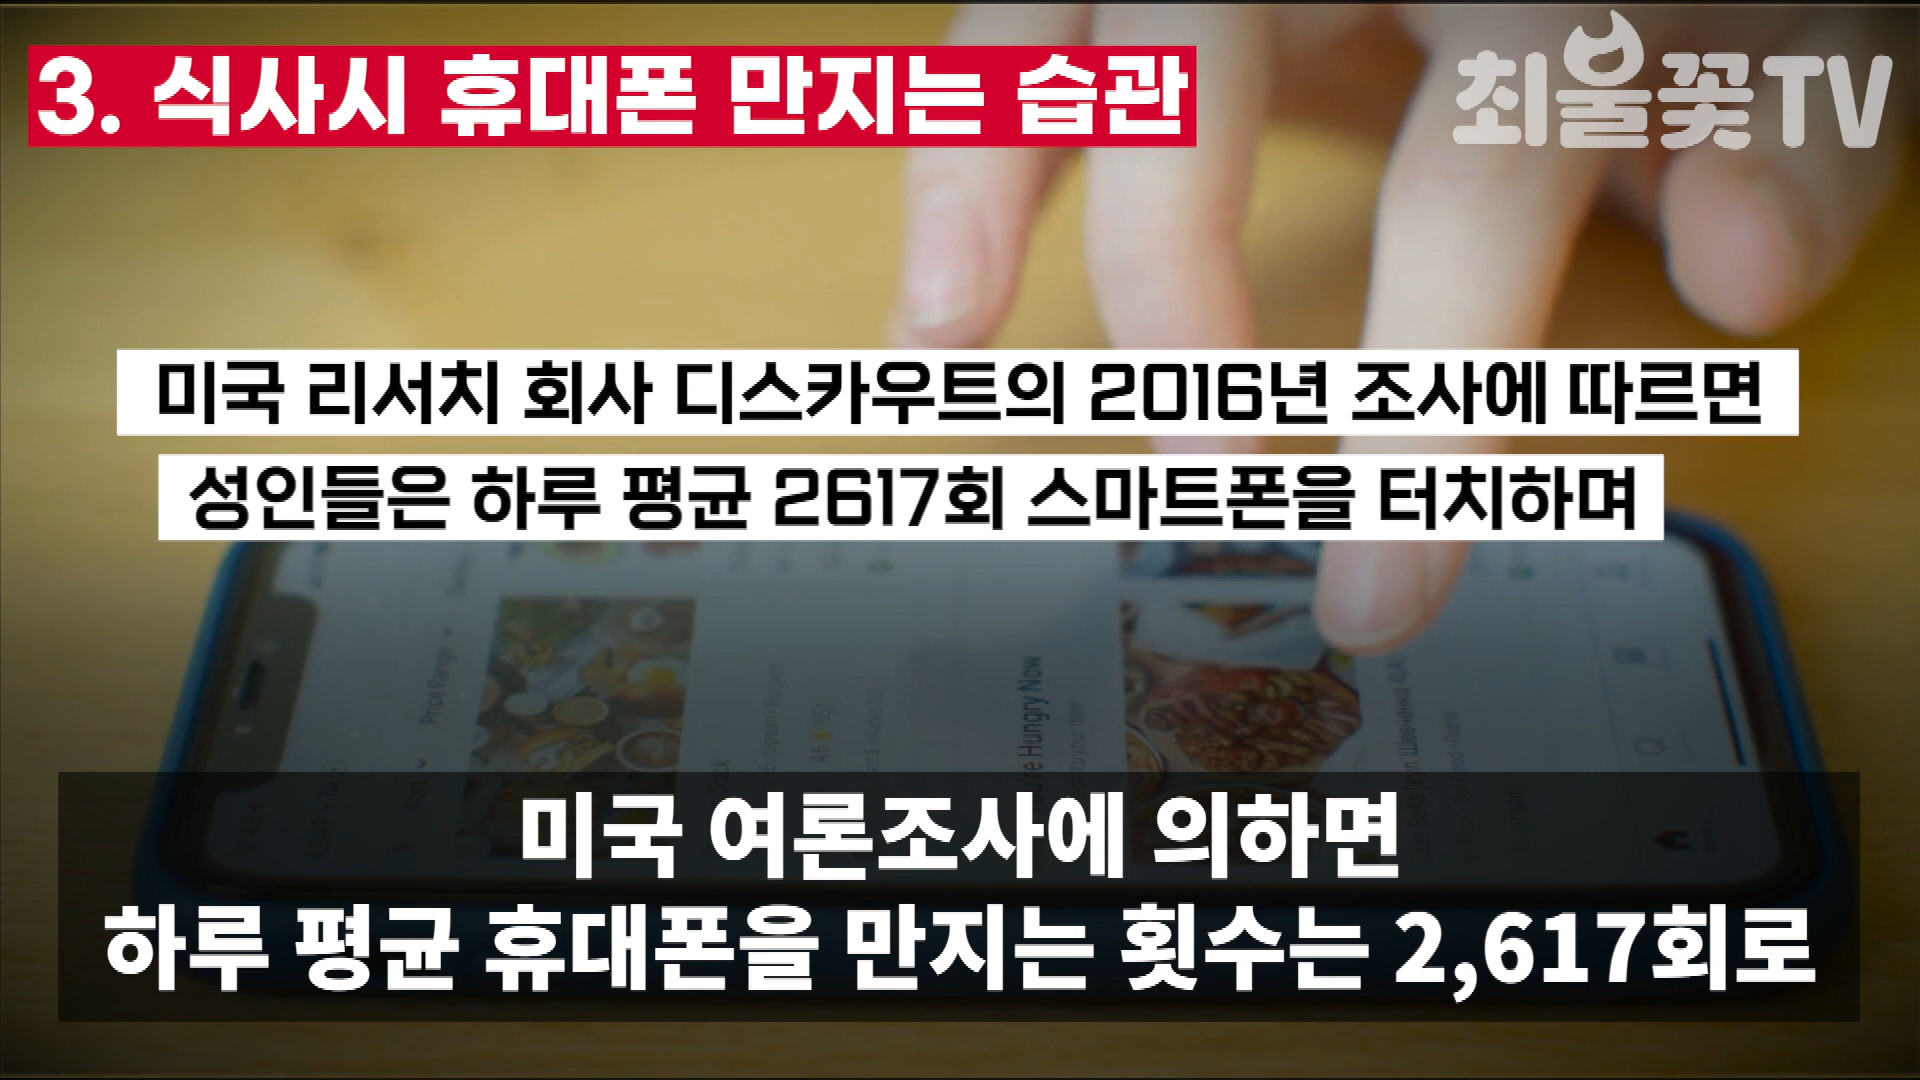 3. 식사시 휴대폰 만지는 습관
최울꽃TV
미국 리서치 회사 디스카우트의 2016년 조사에 따르면
성인들은 하루 평균 2617회 스마트폰을 터치하며
Price Range
Hungry Now
미국 여론조사에 의하면
하루 평균 휴대폰을 만지는 횟수는 2,617회로